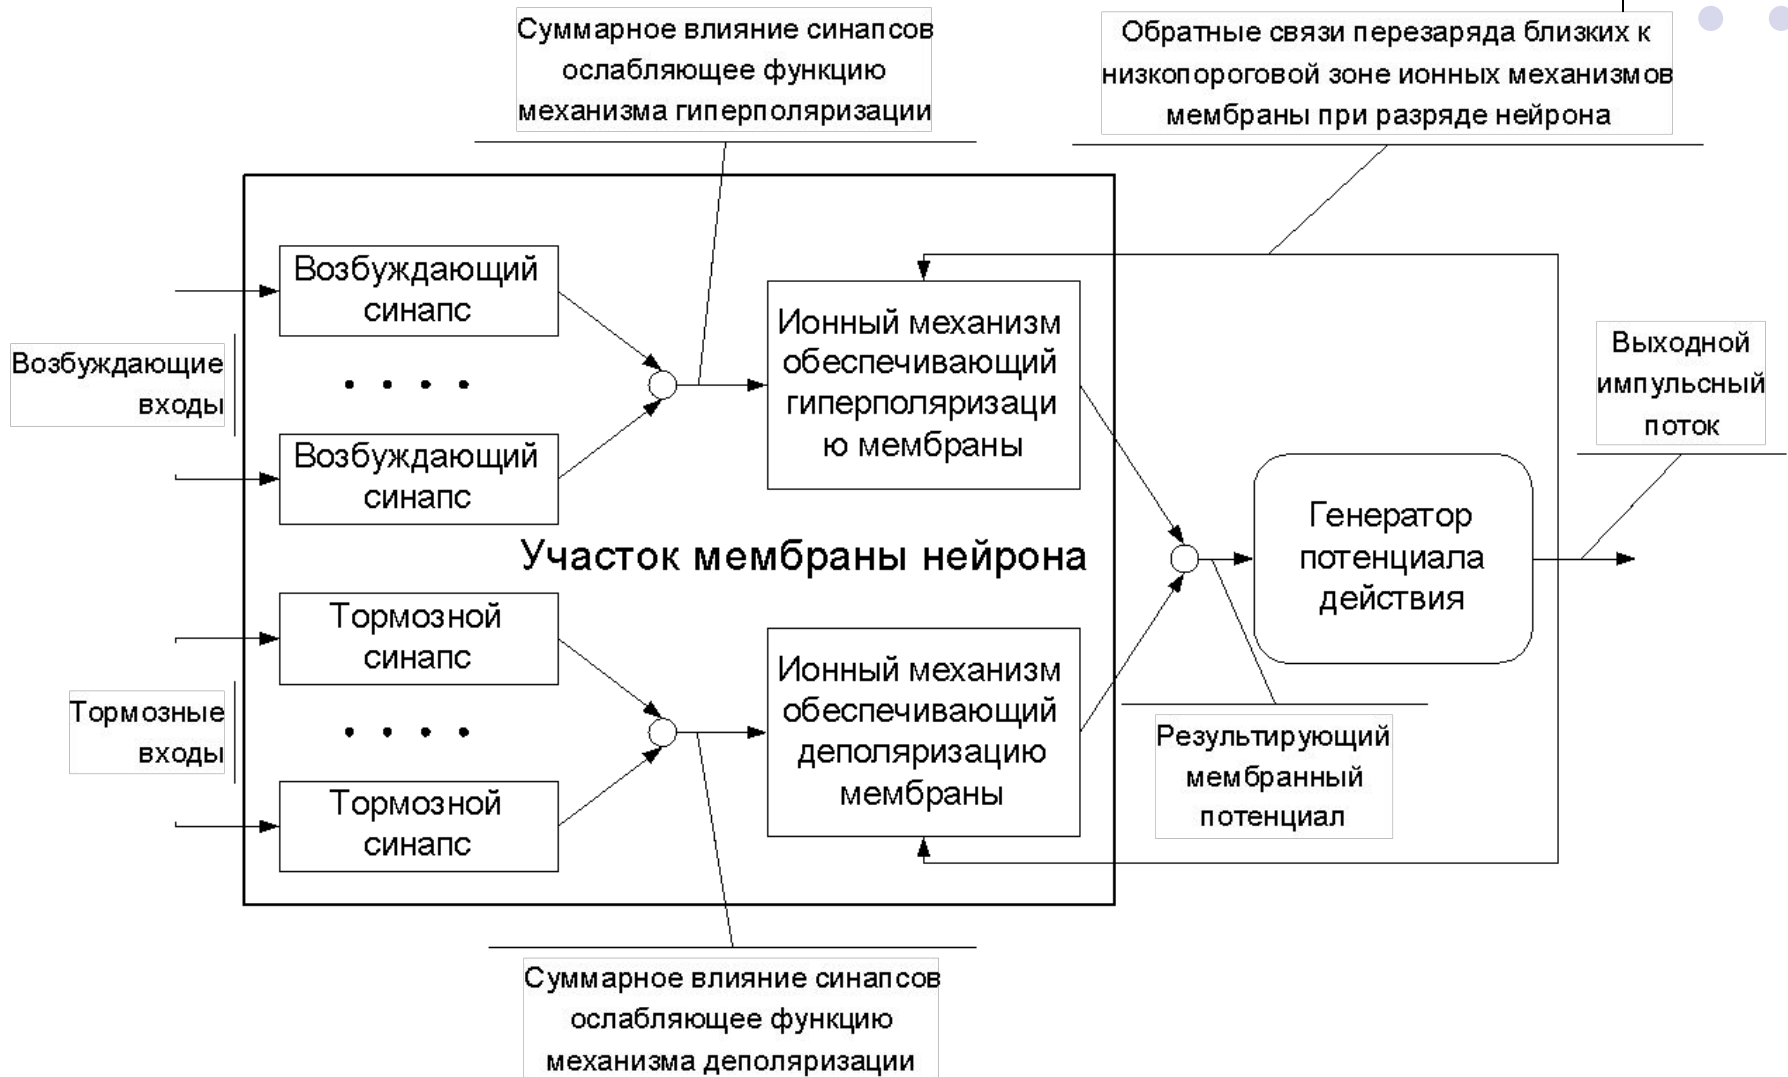 Суммарное влияние синапсов
ослабляющее функцию
механизма гиперполяризации
Обратные связи перезаряда близких к
низкопороговой зоне ионных механизмов
мембраны при разряде нейрона
Возбуждающий
синапс
Возбуждающие
входы
Возбуждающий
синапс
Ионный механизм
обеспечивающий
гиперполяризаци
ю мембраны
Выходной
импульсный
поток
Участок мембраны нейрона
Генератор
потенциала
действия
Тормозной
синапс
Тормозные
входы
Тормозной
синапс
Ионный механизм
обеспечивающий
деполяризацию
мембраны
Результирующий
мембранный
потенциал
Суммарное влияние синапсов
ослабляющее функцию
механизма деполяризации